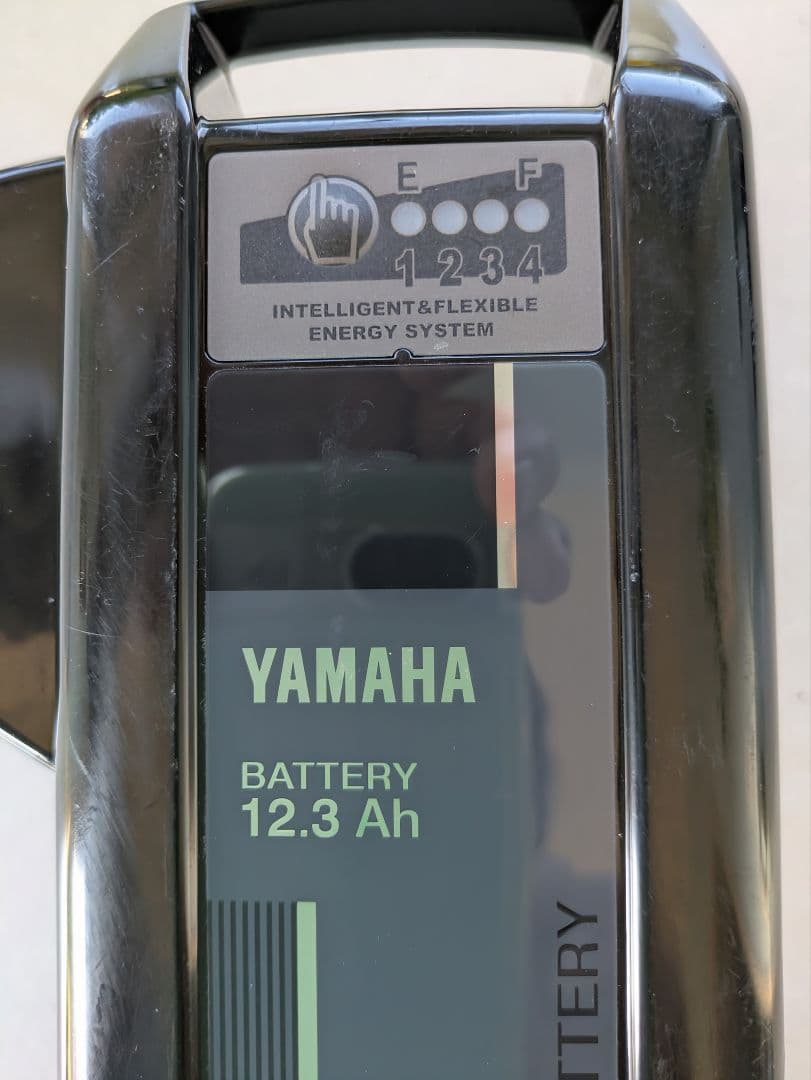 E F
1 2 3 4
INTELLIGENT&FLEXIBLE
ENERGY SYSTEM
YAMAHA
BATTERY
12.3 Ah
TTERY